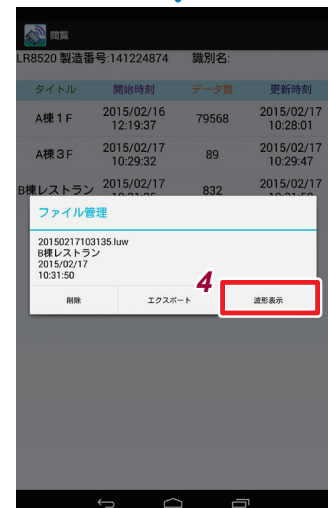 閲覧
LR8520 製造番号:141224874 識別名:
タイトル 開始時刻 データ数 更新時刻
A棟1F 2015/02/16 12:19:37 79568 2015/02/17 10:28:01
A棟3F 2015/02/17 10:29:32 89 2015/02/17 10:29:47
B棟レストラン 2015/02/17 832 2015/02/17
ファイル管理
20150217103135.luw
B棟レストラン
2015/02/17
10:31:50
4
削除 エクスポート 波形表示